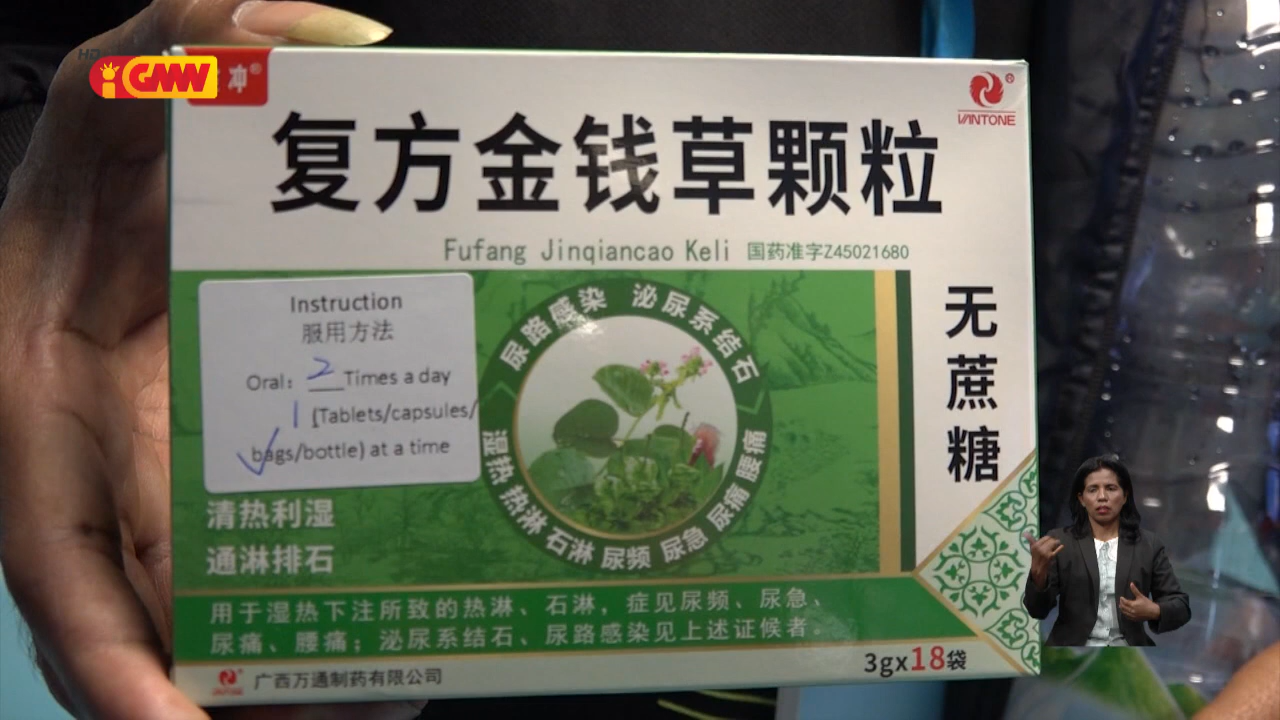 HD
iGMW
冲®
VANTONE®
复方金钱草颗粒
Fufang Jinqiancao Keli 国药准字Z45021680
无蔗糖
Instruction
服用方法
Oral: 2 Times a day
1 (Tablets/capsules/
bags/bottle) at a time
尿路感染 泌尿系结石
湿热 热淋 石淋 尿频 尿急 尿痛 腰痛
清热利湿
通淋排石
用于湿热下注所致的热淋、石淋,症见尿频、尿急、
尿痛、腰痛;泌尿系结石、尿路感染见上述证候者。
3gx18袋
VANTONE 广西万通制药有限公司